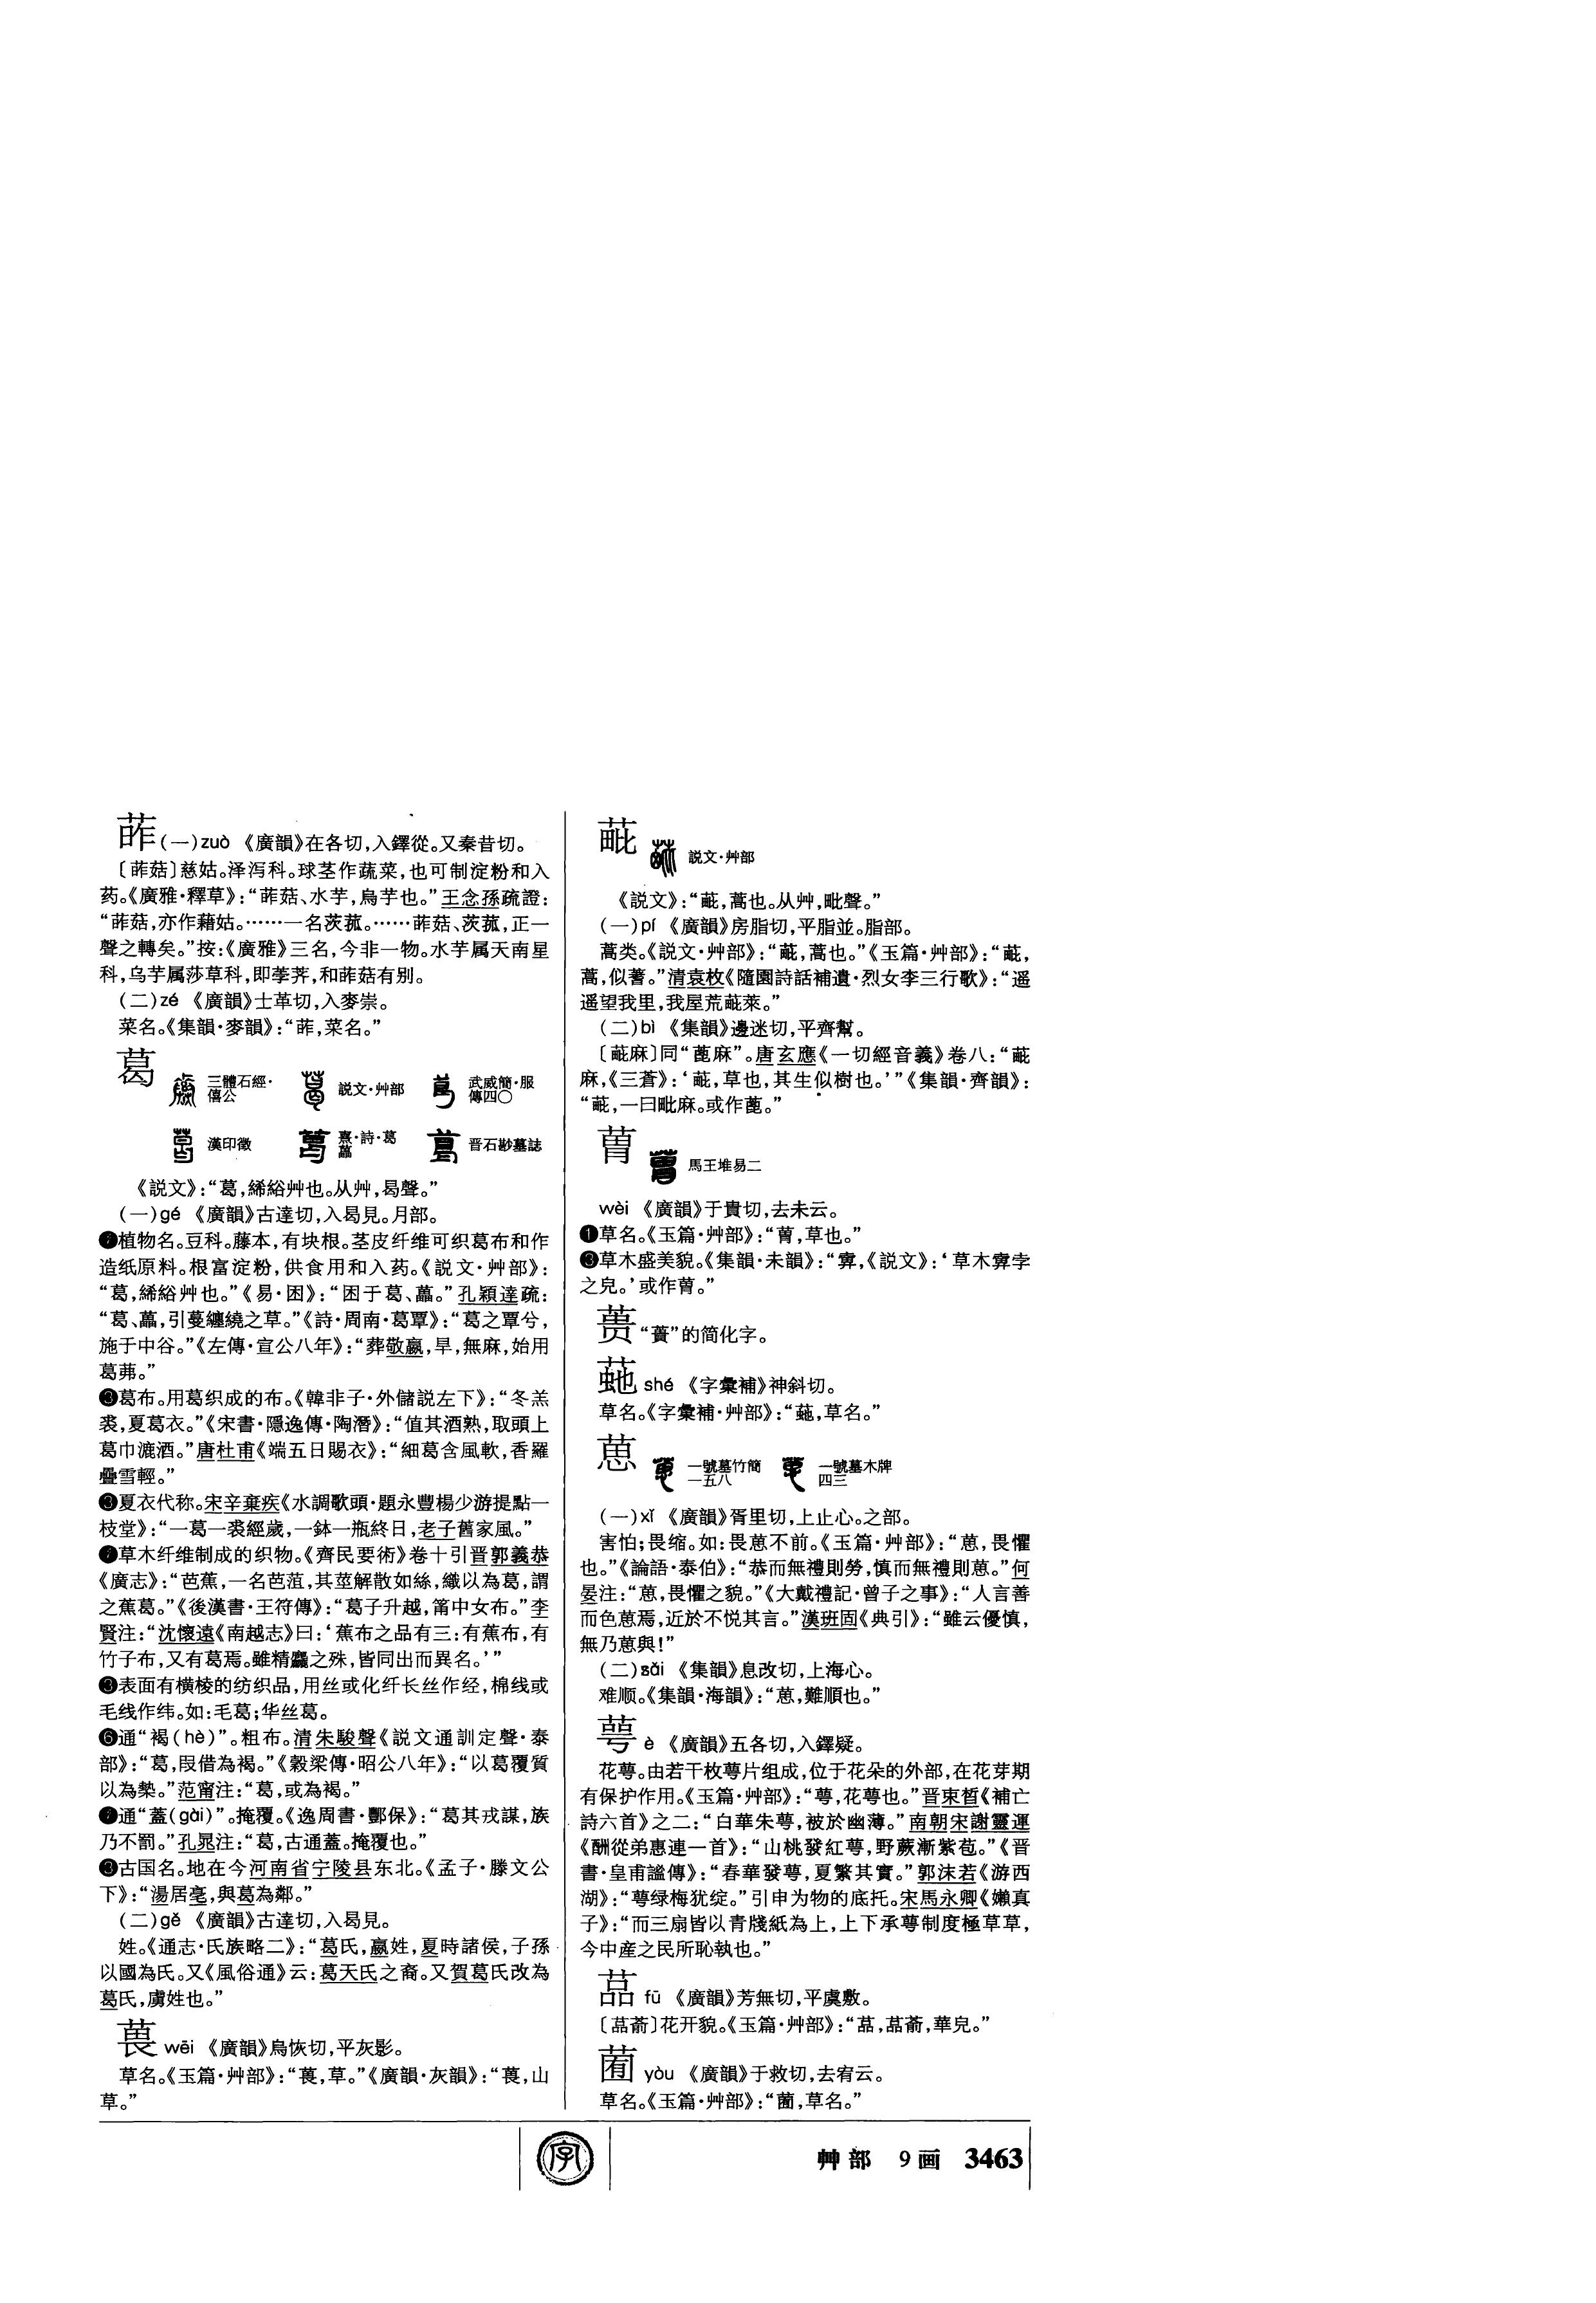 葃(一)zuò 《廣韻》在各切,入鐸從。又秦昔切。
〔葃菇〕慈姑。泽泻科。球茎作蔬菜,也可制淀粉和入
药。《廣雅·釋草》:“葃菇、水芋,烏芋也。”王念孫疏證:
“葃菇,亦作藉姑。……一名茨菰。……葃菇、茨菰,正一
聲之轉矣。”按:《廣雅》三名,今非一物。水芋属天南星
科,乌芋属莎草科,即荸荠,和葃菇有别。
(二)zé 《廣韻》士革切,入麥崇。
菜名。《集韻·麥韻》:“葃,菜名。”
葛
三體石經·僖公 説文·艸部 武威簡·服傳四〇
漢印徵 熹·詩·葛藟 晋石尠墓誌
《説文》:“葛,絺綌艸也。从艸,曷聲。”
(一)gé 《廣韻》古達切,入曷見。月部。
植物名。豆科。藤本,有块根。茎皮纤维可织葛布和作
造纸原料。根富淀粉,供食用和入药。《説文·艸部》:
“葛,絺綌艸也。”《易·困》:“困于葛、藟。”孔穎達疏:
“葛、藟,引蔓纏繞之草。”《詩·周南·葛覃》:“葛之覃兮,
施于中谷。”《左傳·宣公八年》:“葬敬嬴,旱,無麻,始用
葛茀。”
❸葛布。用葛织成的布。《韓非子·外儲説左下》:“冬羔
裘,夏葛衣。”《宋書·隱逸傳·陶潛》:“值其酒熟,取頭上
葛巾漉酒。”唐杜甫《端五日賜衣》:“細葛含風軟,香羅
疊雪輕。”
❸夏衣代称。宋辛棄疾《水調歌頭·題永豐楊少游提點一
枝堂》:“一葛一裘經歲,一鉢一瓶終日,老子舊家風。”
草木纤维制成的织物。《齊民要術》卷十引晋郭義恭
《廣志》:“芭蕉,一名芭菹,其莖解散如絲,織以為葛,謂
之蕉葛。”《後漢書·王符傳》:“葛子升越,筩中女布。”李
賢注:“沈懷遠《南越志》曰:‘蕉布之品有三:有蕉布,有
竹子布,又有葛焉。雖精麤之殊,皆同出而異名。’”
❸表面有横棱的纺织品,用丝或化纤长丝作经,棉线或
毛线作纬。如:毛葛;华丝葛。
❻通“褐(hè)”。粗布。清朱駿聲《説文通訓定聲·泰
部》:“葛,叚借為褐。”《穀梁傳·昭公八年》:“以葛覆質
以為槷。”范甯注:“葛,或為褐。”
❼通“蓋(gài)”。掩覆。《逸周書·酆保》:“葛其戎謀,族
乃不罰。”孔晁注:“葛,古通蓋。掩覆也。”
❸古国名。地在今河南省宁陵县东北。《孟子·滕文公
下》:“湯居亳,與葛為鄰。”
(二)gě 《廣韻》古達切,入曷見。
姓。《通志·氏族略二》:“葛氏,嬴姓,夏時諸侯,子孫
以國為氏。又《風俗通》云:葛天氏之裔。又賀葛氏改為
葛氏,虜姓也。”
葨 wēi 《廣韻》烏恢切,平灰影。
草名。《玉篇·艸部》:“葨,草。”《廣韻·灰韻》:“葨,山
草。”
蓖 説文·艸部
《説文》:“,蒿也。从艸,毗聲。”
(一)pí 《廣韻》房脂切,平脂並。脂部。
蒿类。《説文·艸部》:“,蒿也。”《玉篇·艸部》:“,
蒿,似蓍。”清袁枚《隨園詩話補遺·烈女李三行歌》:“遥
遥望我里,我屋荒萊。”
(二)bì 《集韻》邊迷切,平齊幫。
〔麻〕同“蓖麻”。唐玄應《一切經音義》卷八:“
麻,《三蒼》:‘,草也,其生似樹也。’”《集韻·齊韻》:
“,一曰毗麻。或作蓖。”
䔥 馬王堆易二
wèi 《廣韻》于貴切,去未云。
❶草名。《玉篇·艸部》:“,草也。”
❸草木盛美貌。《集韻·未韻》:“㝿,《説文》:‘草木㝿孛
之皃。’或作。”
蒉 “蕢”的简化字。
shé 《字彙補》神斜切。
草名。《字彙補·艸部》:“,草名。”
葸 一號墓竹簡一五八 一號墓木牌四三
(一)xǐ 《廣韻》胥里切,上止心。之部。
害怕;畏缩。如:畏葸不前。《玉篇·艸部》:“葸,畏懼
也。”《論語·泰伯》:“恭而無禮則勞,慎而無禮則葸。”何
晏注:“葸,畏懼之貌。”《大戴禮記·曾子之事》:“人言善
而色葸焉,近於不悦其言。”漢班固《典引》:“雖云優慎,
無乃葸與!”
(二)sǎi 《集韻》息改切,上海心。
难顺。《集韻·海韻》:“葸,難順也。”
萼 è 《廣韻》五各切,入鐸疑。
花萼。由若干枚萼片组成,位于花朵的外部,在花芽期
有保护作用。《玉篇·艸部》:“萼,花萼也。”晋束晳《補亡
詩六首》之二:“白華朱萼,被於幽薄。”南朝宋謝靈運
《酬從弟惠連一首》:“山桃發紅萼,野蕨漸紫苞。”《晋
書·皇甫謐傳》:“春華發萼,夏繁其實。”郭沫若《游西
湖》:“萼绿梅犹绽。”引申为物的底托。宋馬永卿《嬾真
子》:“而三扇皆以青牋紙為上,上下承萼制度極草草,
今中産之民所恥執也。”
fū 《廣韻》芳無切,平虞敷。
花开貌。《玉篇·艸部》:“華皃。”
yòu 《廣韻》于救切,去宥云。
草名。《玉篇·艸部》:“,草名。”
艸部 9画 3463